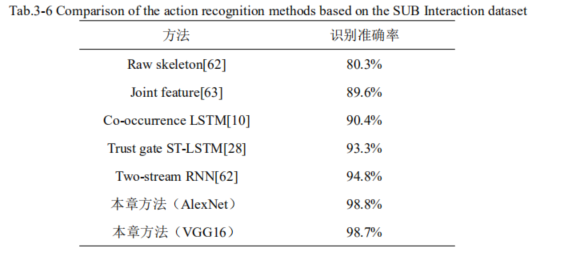 Tab.3-6 Comparison of the action recognition methods based on the SUB Interaction dataset
方法 识别准确率
Raw skeleton[62] 80.3%
Joint feature[63] 89.6%
Co-occurrence LSTM[10] 90.4%
Trust gate ST-LSTM[28] 93.3%
Two-stream RNN[62] 94.8%
本章方法（AlexNet） 98.8%
本章方法（VGG16） 98.7%